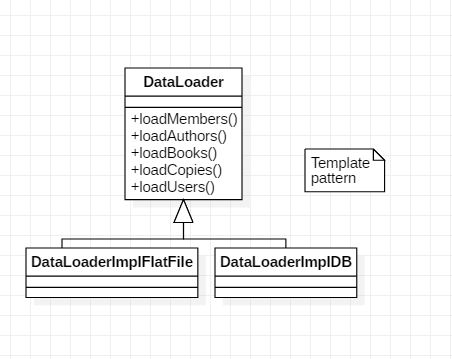 DataLoader
+loadMembers()
+loadAuthors()
+loadBooks()
+loadCopies()
+loadUsers()
Template
pattern
DataLoaderImplFlatFile
DataLoaderImplDB